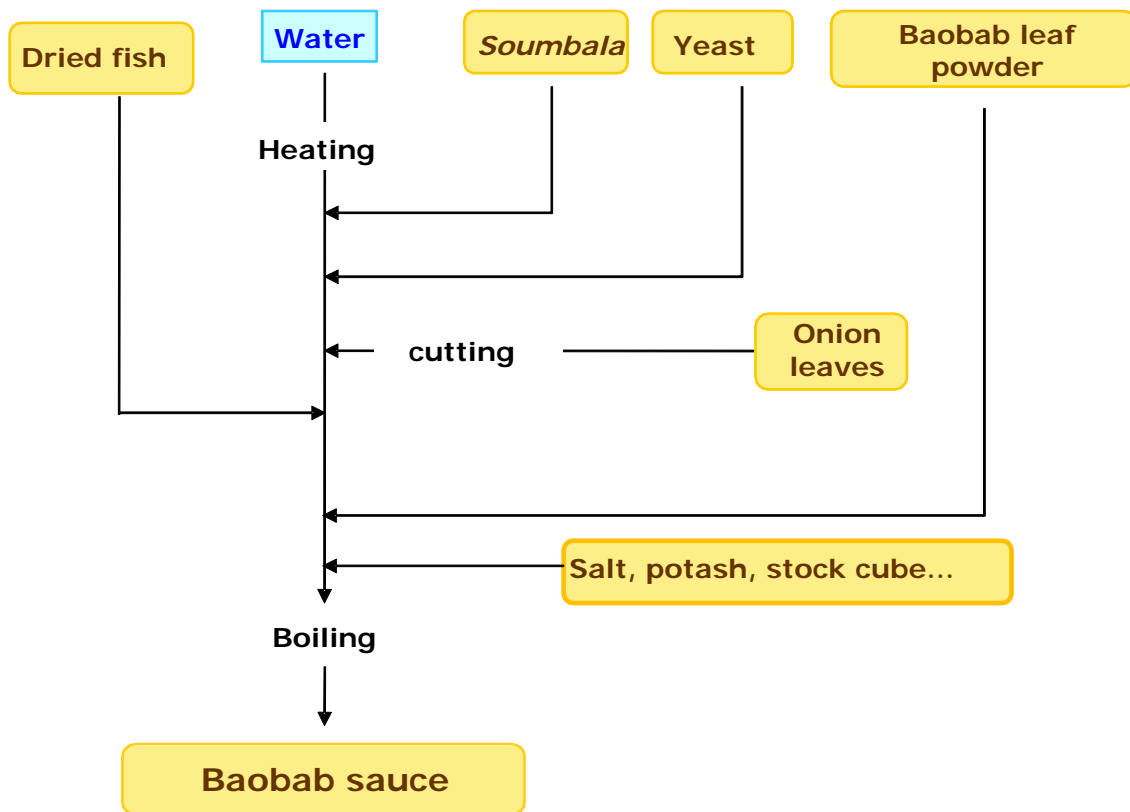 Dried fish
Water
Soumbala
Yeast
Baobab leaf
powder
Heating
cutting
Onion
leaves
Salt, potash, stock cube...
Boiling
Baobab sauce